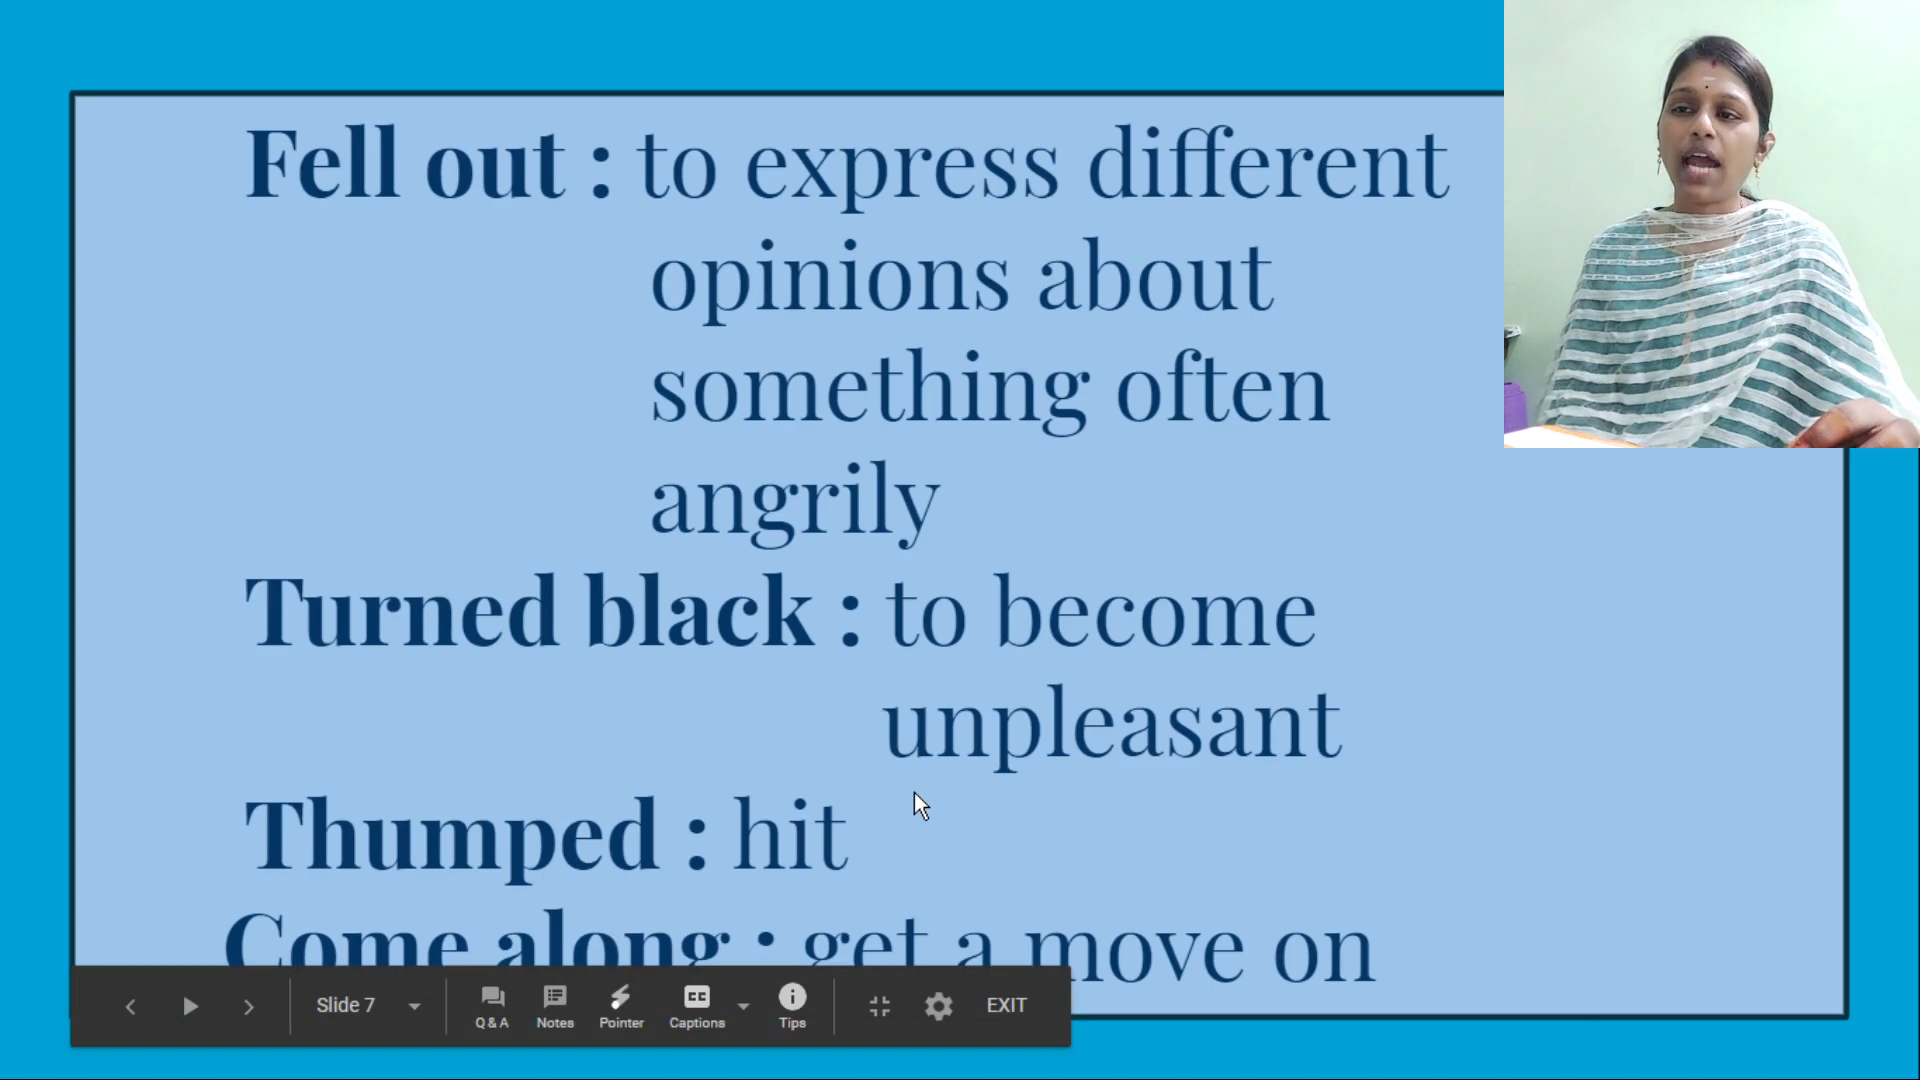 Fell out : to express different
opinions about
something often
angrily
Turned black : to become
unpleasant
Thumped : hit
Come along : get a move on
Slide 7
Q & A
Notes
Pointer
CC
Captions
Tips
EXIT